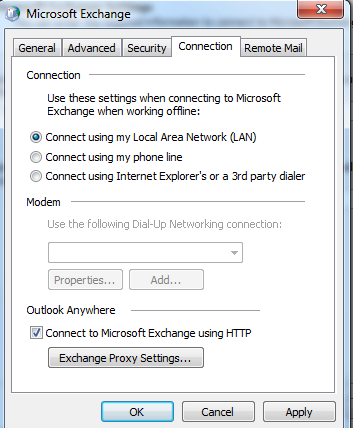 Microsoft Exchange
General Advanced Security Connection Remote Mail
Connection
Use these settings when connecting to Microsoft
Exchange when working offline:
Connect using my Local Area Network (LAN)
Connect using my phone line
Connect using Internet Explorer's or a 3rd party dialer
Modem
Use the following Dial-Up Networking connection:
Properties... Add...
Outlook Anywhere
Connect to Microsoft Exchange using HTTP
Exchange Proxy Settings...
OK Cancel Apply